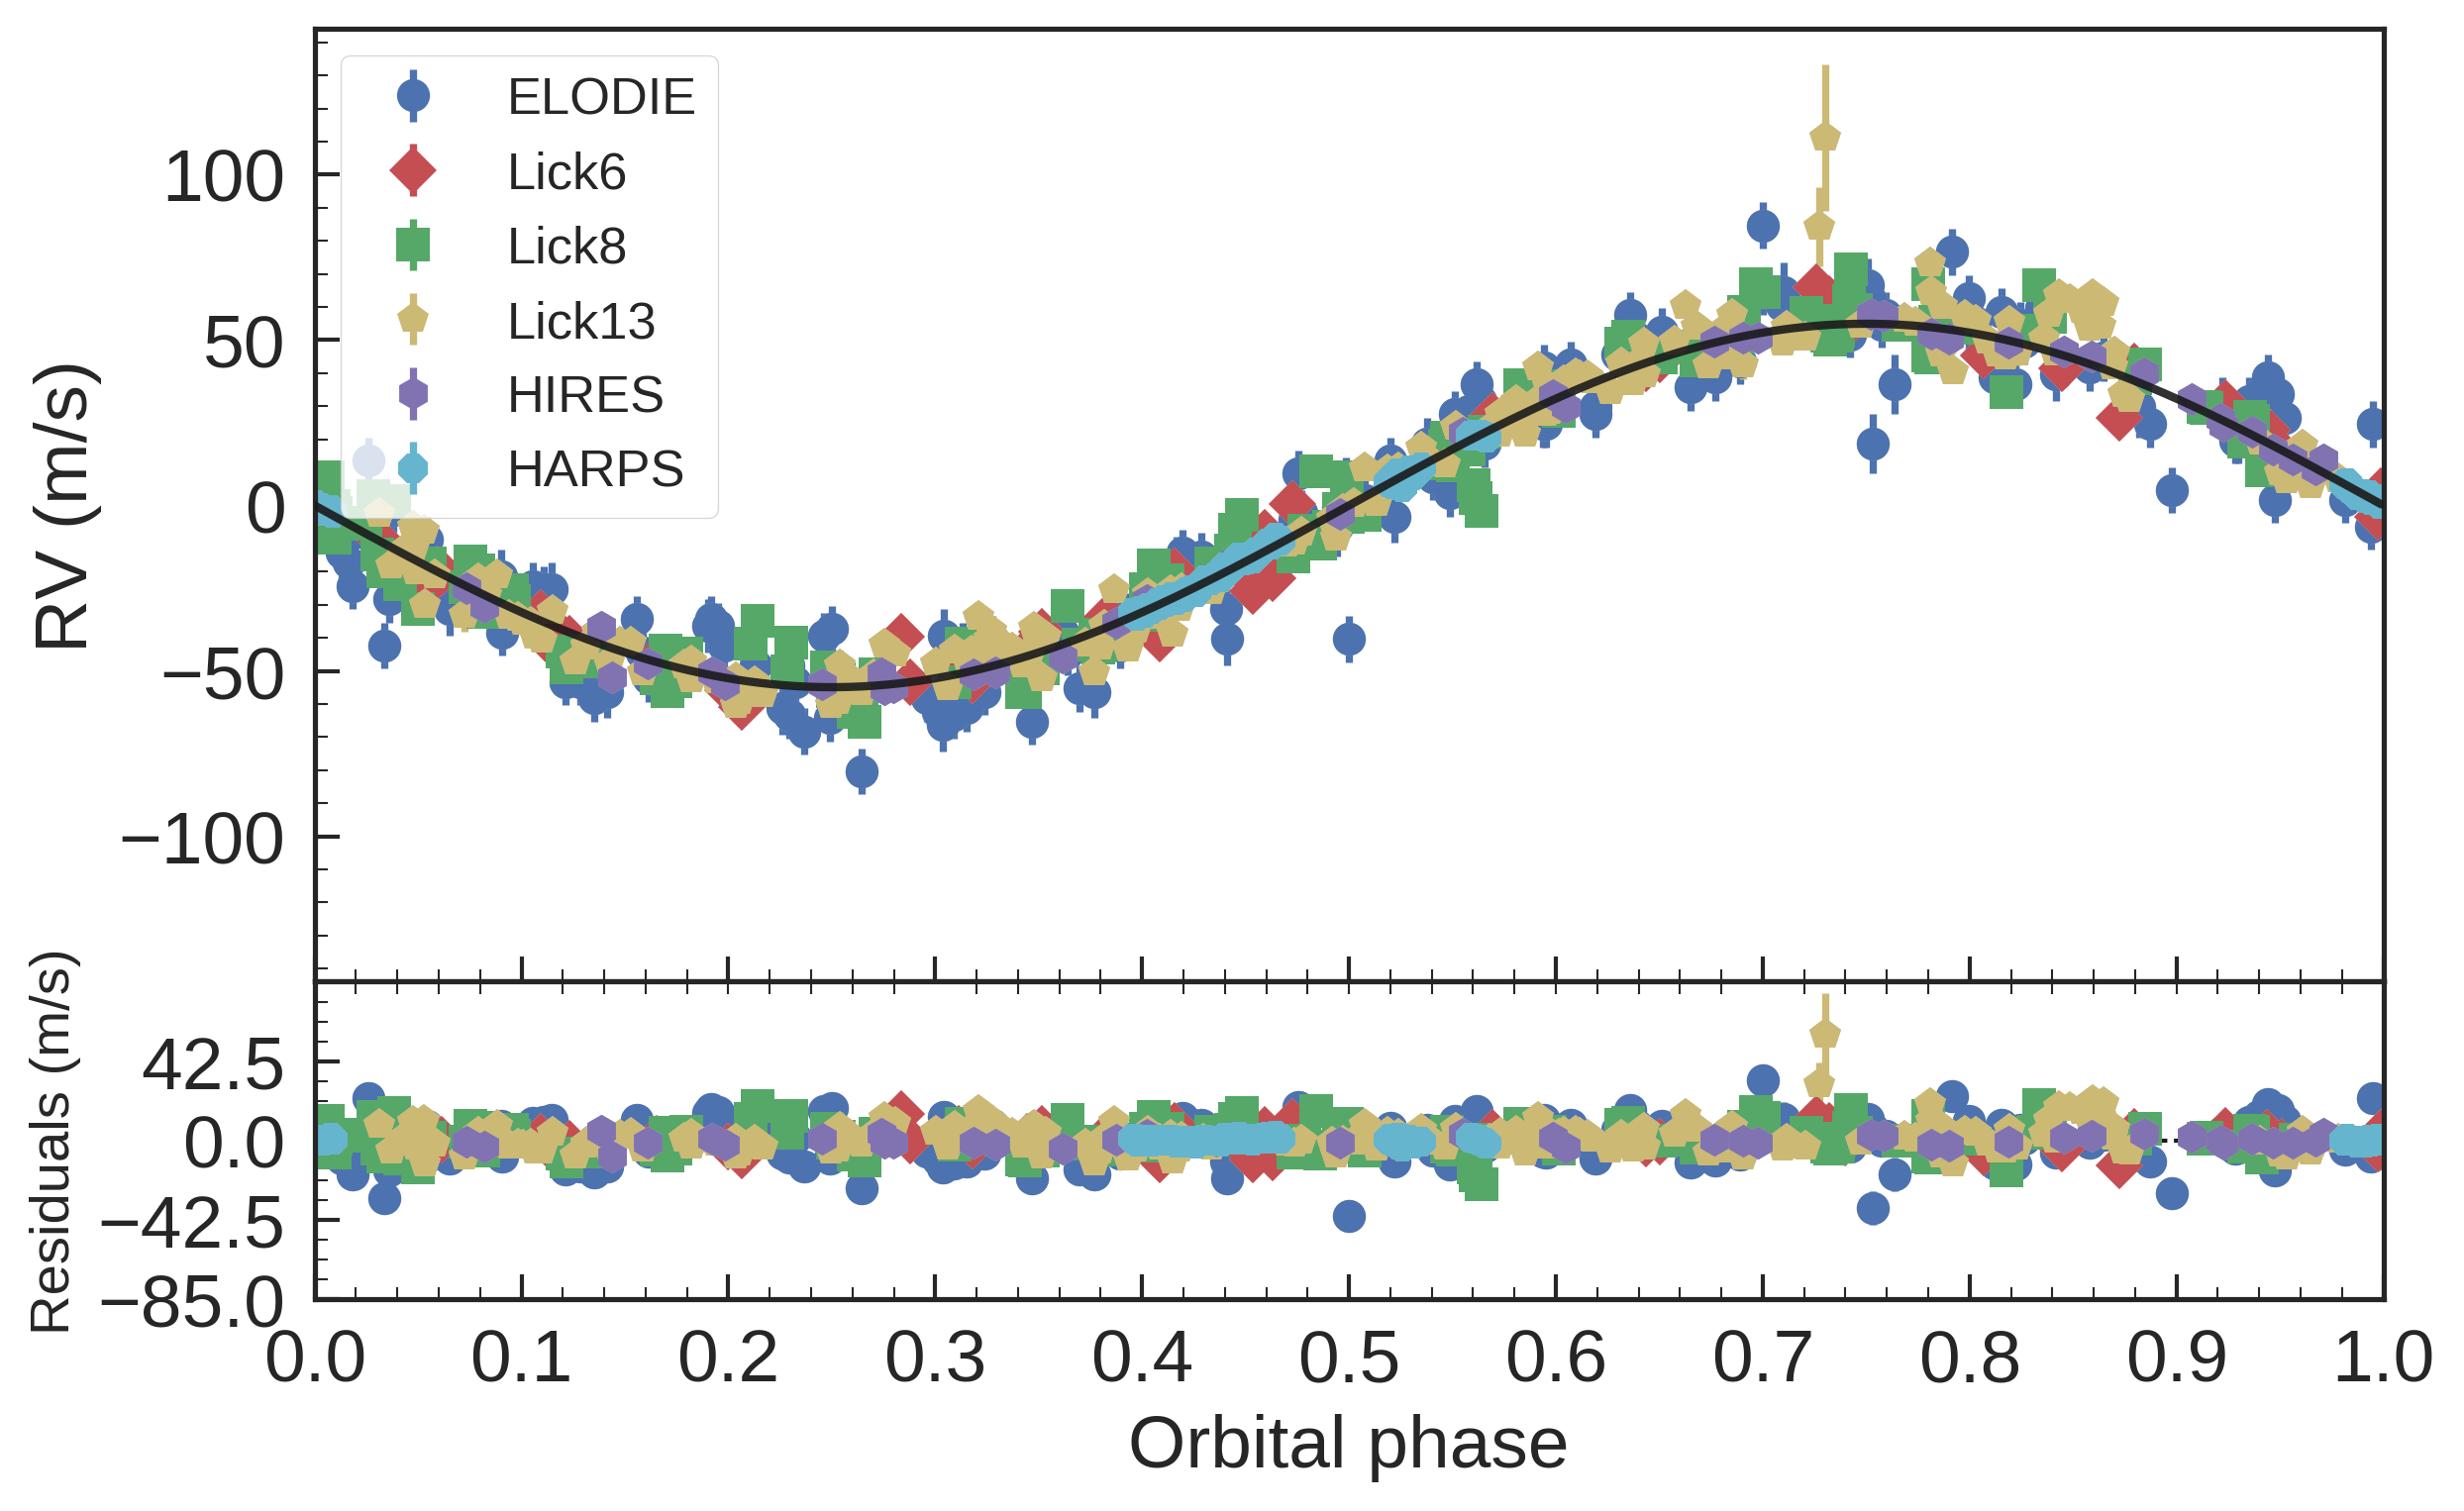 ELODIE
Lick6
Lick8
Lick13
HIRES
HARPS
RV (m/s)
100
50
0
−50
−100
Residuals (m/s)
42.5
0.0
−42.5
−85.0
0.0 0.1 0.2 0.3 0.4 0.5 0.6 0.7 0.8 0.9 1.0
Orbital phase